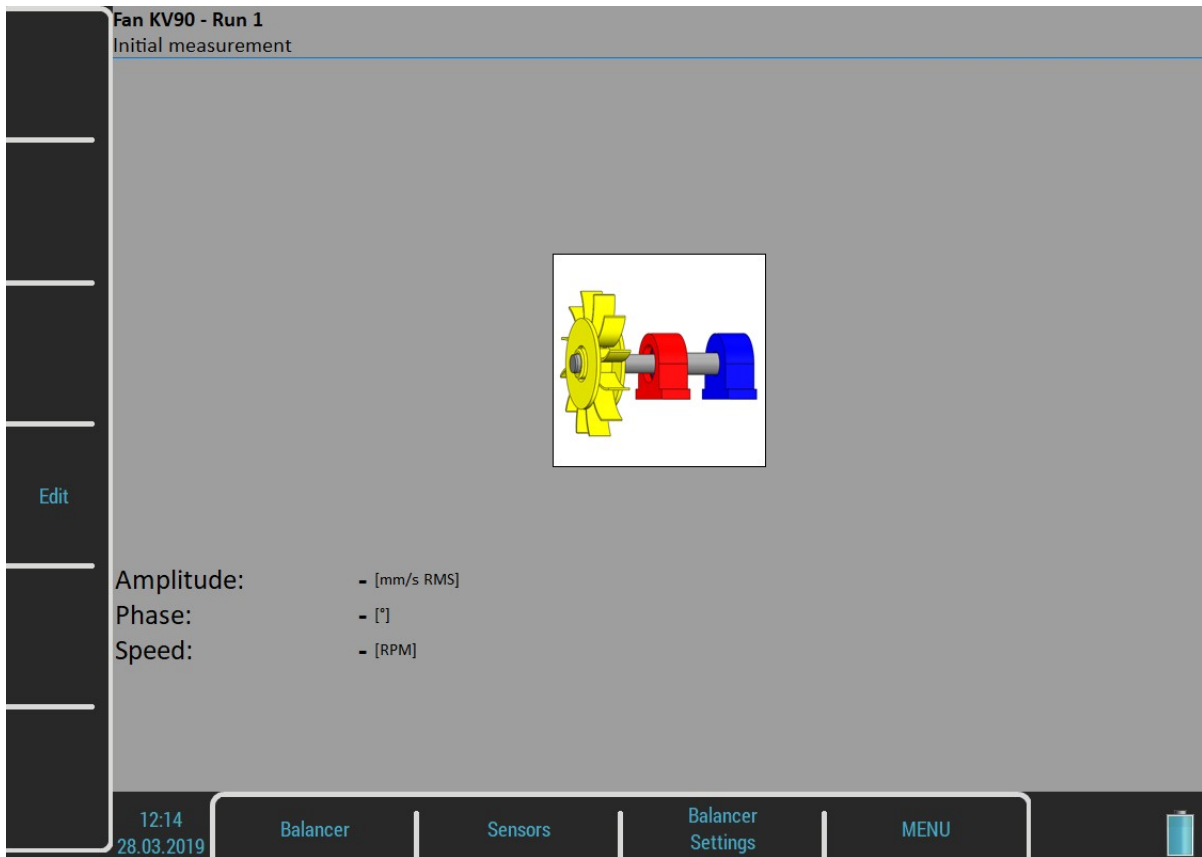 Fan KV90 - Run 1
Initial measurement
Edit
Amplitude: - [mm/s RMS]
Phase: - [°]
Speed: - [RPM]
12:14
28.03.2019
Balancer
Sensors
Balancer
Settings
MENU